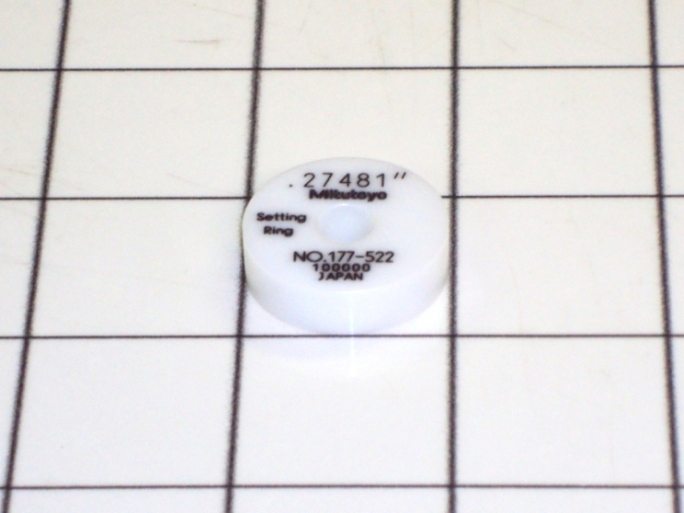 .27481"
Mitutoyo
Setting
Ring
NO.177-522
100000
JAPAN